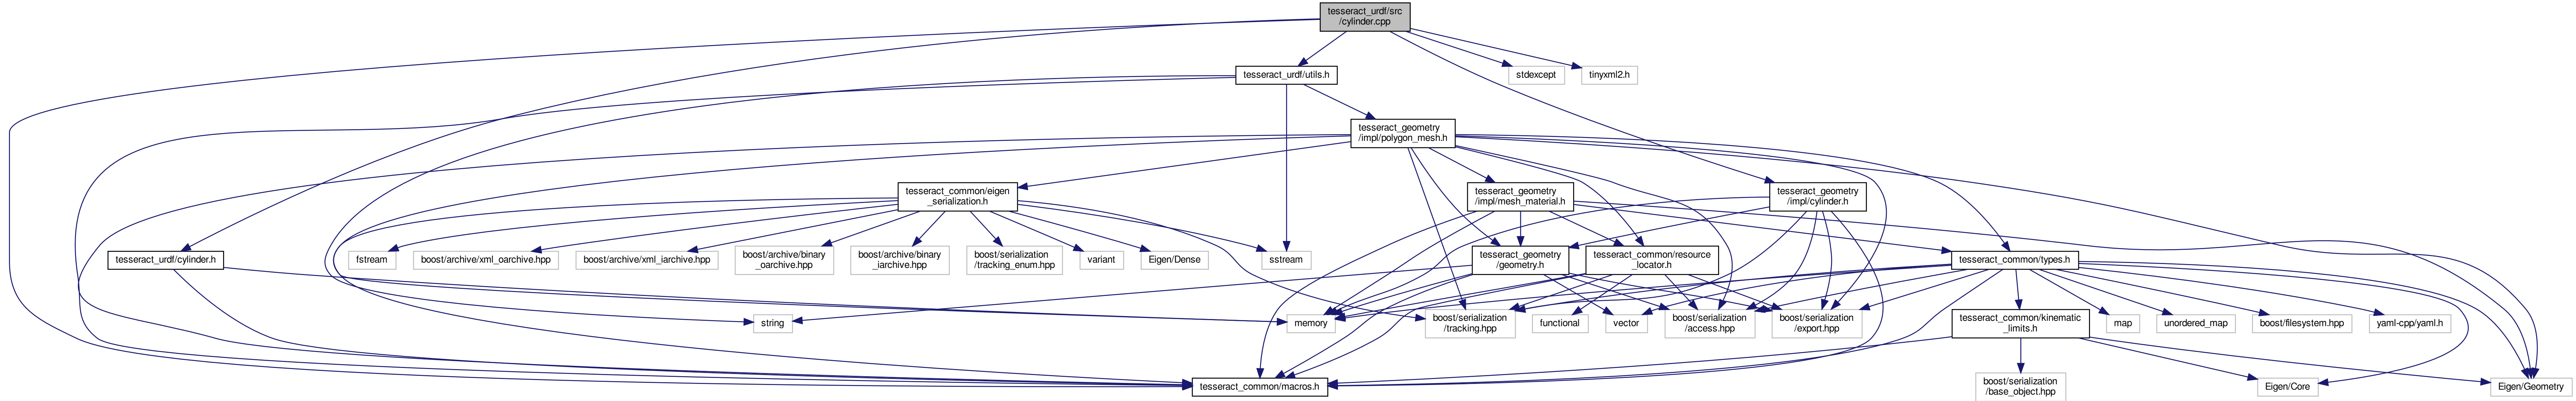 tesseract_urdf/src
/cylinder.cpp
tesseract_urdf/utils.h
stdexcept
tinyxml2.h
tesseract_geometry
/impl/polygon_mesh.h
tesseract_common/eigen
_serialization.h
tesseract_geometry
/impl/mesh_material.h
tesseract_geometry
/impl/cylinder.h
tesseract_urdf/cylinder.h
fstream
boost/archive/xml_oarchive.hpp
boost/archive/xml_iarchive.hpp
boost/archive/binary
_oarchive.hpp
boost/archive/binary
_iarchive.hpp
boost/serialization
/tracking_enum.hpp
variant
Eigen/Dense
sstream
tesseract_geometry
/geometry.h
tesseract_common/resource
_locator.h
tesseract_common/types.h
string
memory
boost/serialization
/tracking.hpp
functional
vector
boost/serialization
/access.hpp
boost/serialization
/export.hpp
tesseract_common/kinematic
_limits.h
map
unordered_map
boost/filesystem.hpp
yaml-cpp/yaml.h
tesseract_common/macros.h
boost/serialization
/base_object.hpp
Eigen/Core
Eigen/Geometry